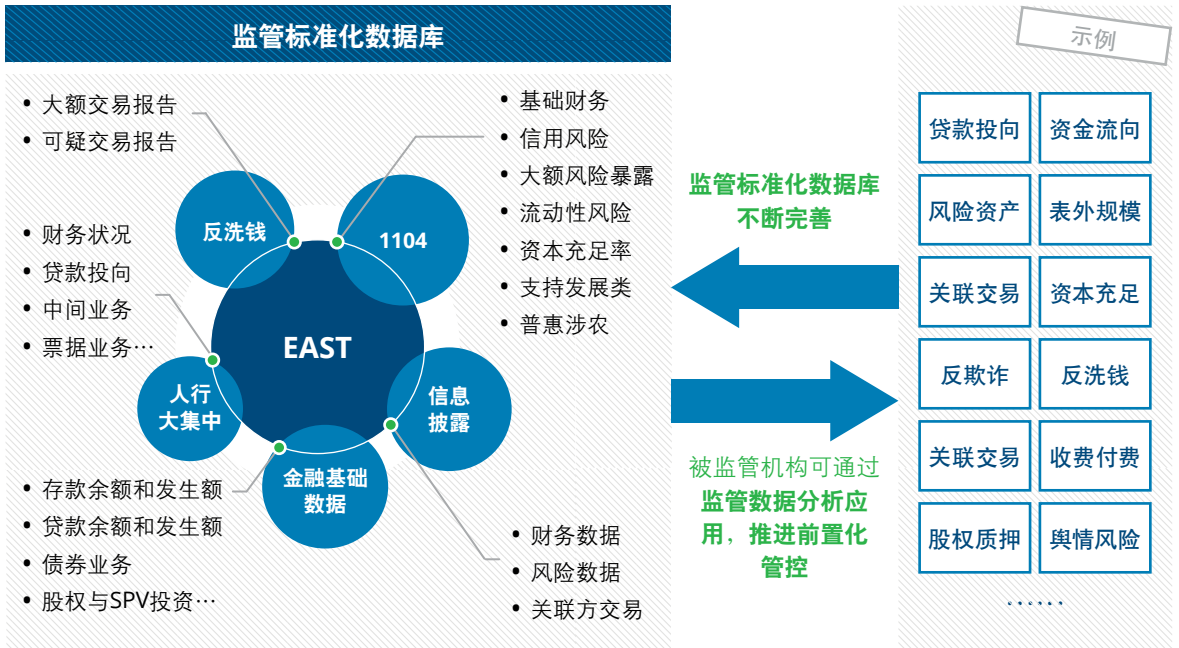 监管标准化数据库
• 大额交易报告
• 可疑交易报告
• 财务状况
• 贷款投向
• 中间业务
• 票据业务…
• 存款余额和发生额
• 贷款余额和发生额
• 债券业务
• 股权与SPV投资…
反洗钱
1104
EAST
人行
大集中
信息
披露
金融基础
数据
• 基础财务
• 信用风险
• 大额风险暴露
• 流动性风险
• 资本充足率
• 支持发展类
• 普惠涉农
• 财务数据
• 风险数据
• 关联方交易
监管标准化数据库
不断完善
被监管机构可通过
监管数据分析应
用，推进前置化
管控
示例
贷款投向 资金流向
风险资产 表外规模
关联交易 资本充足
反欺诈 反洗钱
关联交易 收费付费
股权质押 舆情风险
......